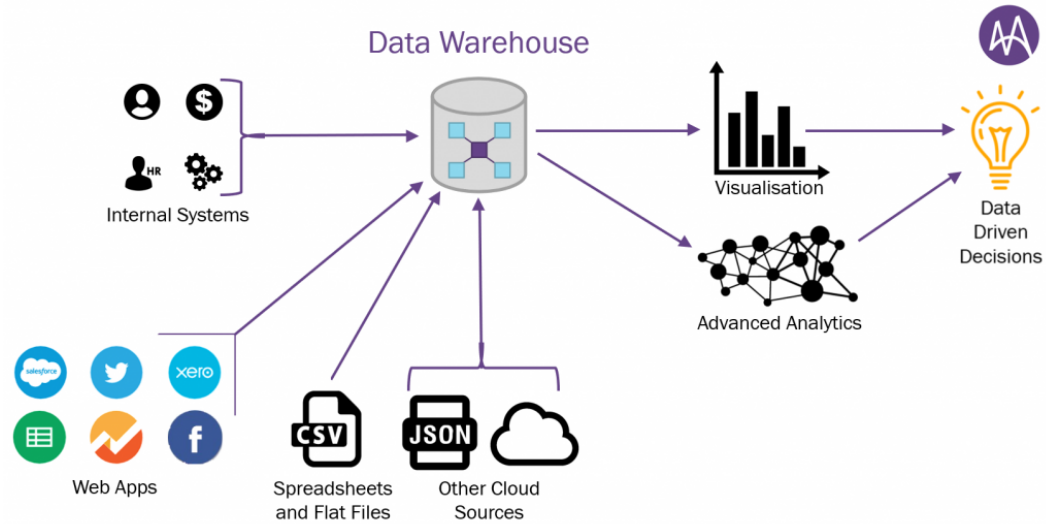 Data Warehouse
HR
Internal Systems
Visualisation
Data
Driven
Decisions
Advanced Analytics
salesforce
xero
f
Web Apps
CSV
Spreadsheets
and Flat Files
JSON
Other Cloud
Sources